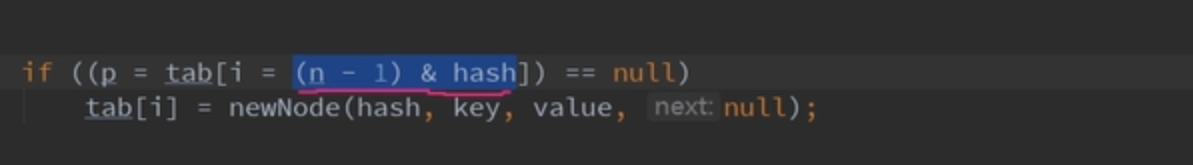 if ((p = tab[i = (n - 1) & hash]) == null)
tab[i] = newNode(hash, key, value, next: null);